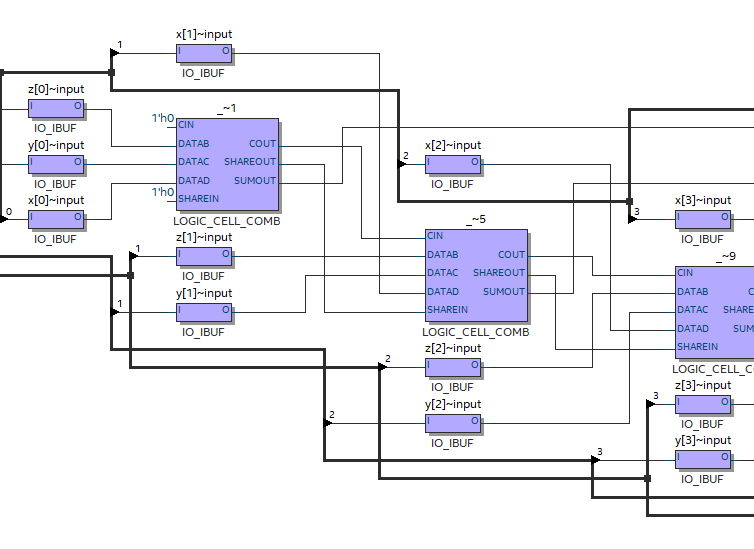 x[1]~input
1
I
O
IO_IBUF
z[0]~input
I
O
IO_IBUF
y[0]~input
I
O
IO_IBUF
x[0]~input
0
I
O
IO_IBUF
_~1
1'h0
CIN
DATAB
COUT
DATAC
SHAREOUT
DATAD
SUMOUT
1'h0
SHAREIN
LOGIC_CELL_COMB
x[2]~input
2
I
O
IO_IBUF
x[3]~input
3
I
O
IO_IBUF
z[1]~input
1
I
O
IO_IBUF
y[1]~input
1
I
O
IO_IBUF
_~5
CIN
DATAB
COUT
DATAC
SHAREOUT
DATAD
SUMOUT
SHAREIN
LOGIC_CELL_COMB
_~9
CIN
DATAB
C
DATAC
SHARE
DATAD
SUM
SHAREIN
LOGIC_CELL_C
z[2]~input
2
I
O
IO_IBUF
y[2]~input
2
I
O
IO_IBUF
z[3]~input
3
I
O
IO_IBUF
y[3]~input
3
I
O
IO_IBUF